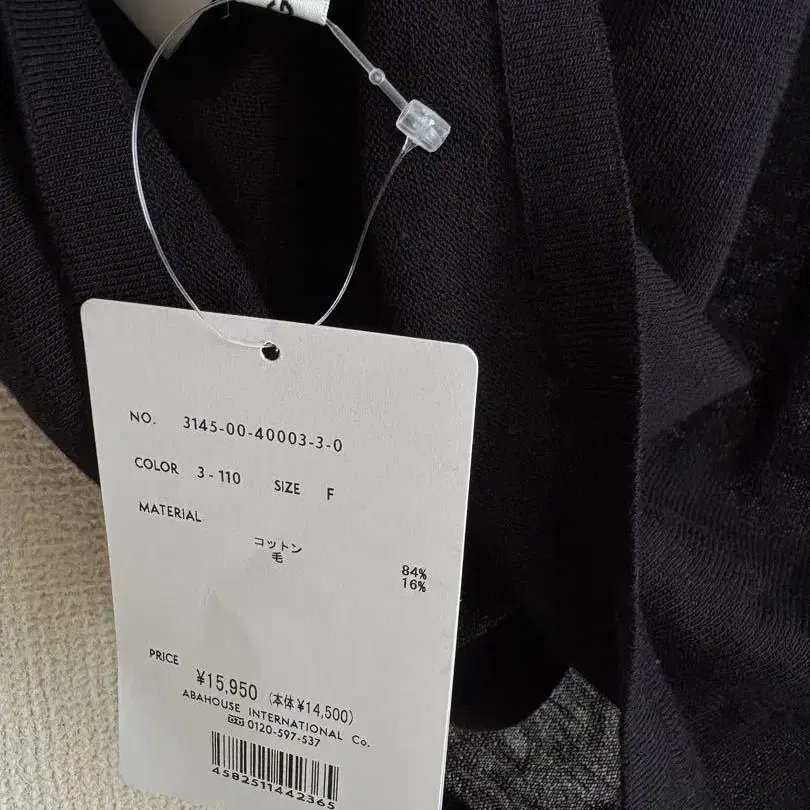 NO. 3145-00-40003-3-0
COLOR 3-110 SIZE F
MATERIAL
コットン 84%
毛 16%
PRICE ¥15,950 (本体¥14,500)
ABAHOUSE INTERNATIONAL Co.
0120-597-537
4582511442365